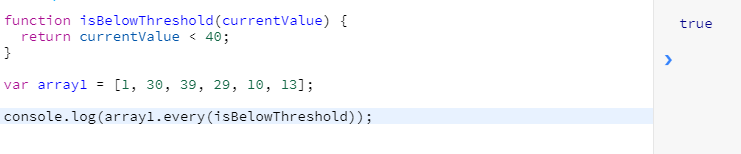 function isBelowThreshold(currentValue) {
  return currentValue < 40;
}
var array1 = [1, 30, 39, 29, 10, 13];
console.log(array1.every(isBelowThreshold));
true
❯